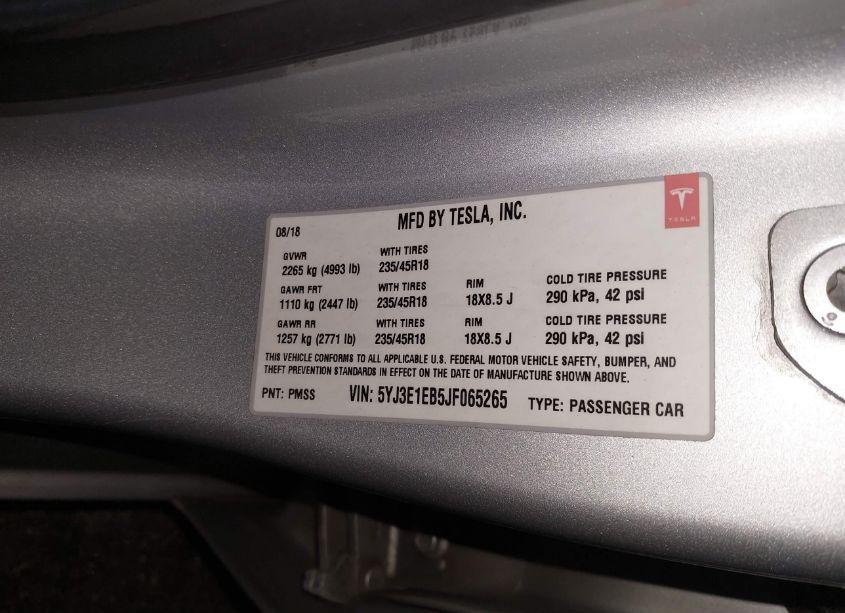 08/18
MFD BY TESLA, INC.
TESLA
GVWR WITH TIRES
2265 kg (4993 lb) 235/45R18
GAWR FRT WITH TIRES RIM COLD TIRE PRESSURE
1110 kg (2447 lb) 235/45R18 18X8.5 J 290 kPa, 42 psi
GAWR RR WITH TIRES RIM COLD TIRE PRESSURE
1257 kg (2771 lb) 235/45R18 18X8.5 J 290 kPa, 42 psi
THIS VEHICLE CONFORMS TO ALL APPLICABLE U.S. FEDERAL MOTOR VEHICLE SAFETY, BUMPER, AND
THEFT PREVENTION STANDARDS IN EFFECT ON THE DATE OF MANUFACTURE SHOWN ABOVE.
PNT: PMSS VIN: 5YJ3E1EB5JF065265 TYPE: PASSENGER CAR